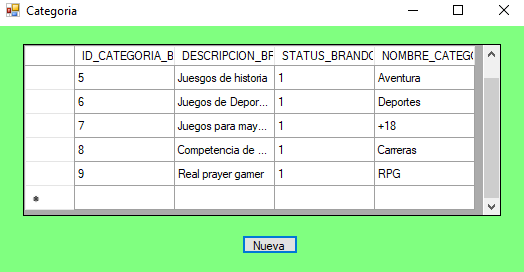 Categoria
ID_CATEGORIA_B DESCRIPCION_BF STATUS_BRANDO NOMBRE_CATEG
5 Juesgos de historia 1 Aventura
6 Juegos de Depor... 1 Deportes
7 Juegos para may... 1 +18
8 Competencia de ... 1 Carreras
9 Real prayer gamer 1 RPG
*
Nueva